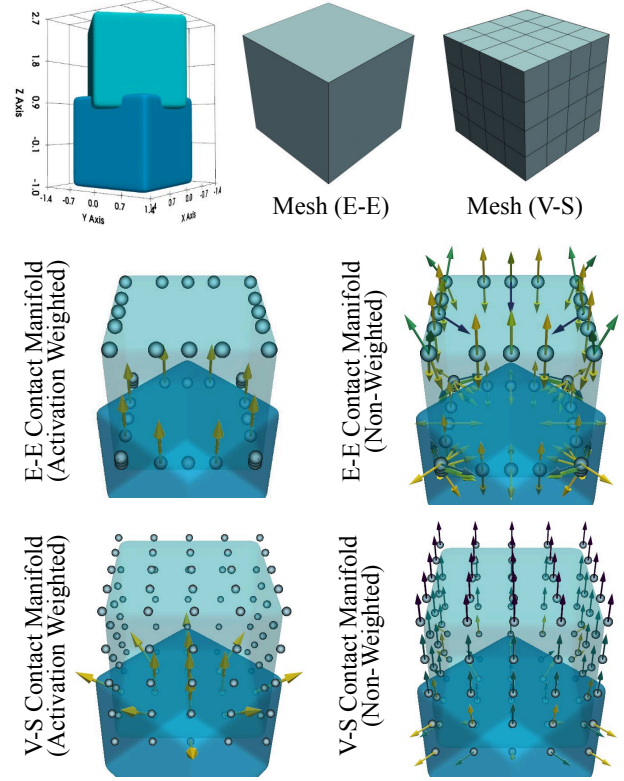 2.7
1.8
0.9
-0.1
-1.0
Z Axis
-1.4
-0.7
0.0
0.7
1.4
Y Axis
-1.4
-0.7
0.0
0.7
X Axis
Mesh (E-E)
Mesh (V-S)
E-E Contact Manifold
(Activation Weighted)
E-E Contact Manifold
(Non-Weighted)
V-S Contact Manifold
(Activation Weighted)
V-S Contact Manifold
(Non-Weighted)